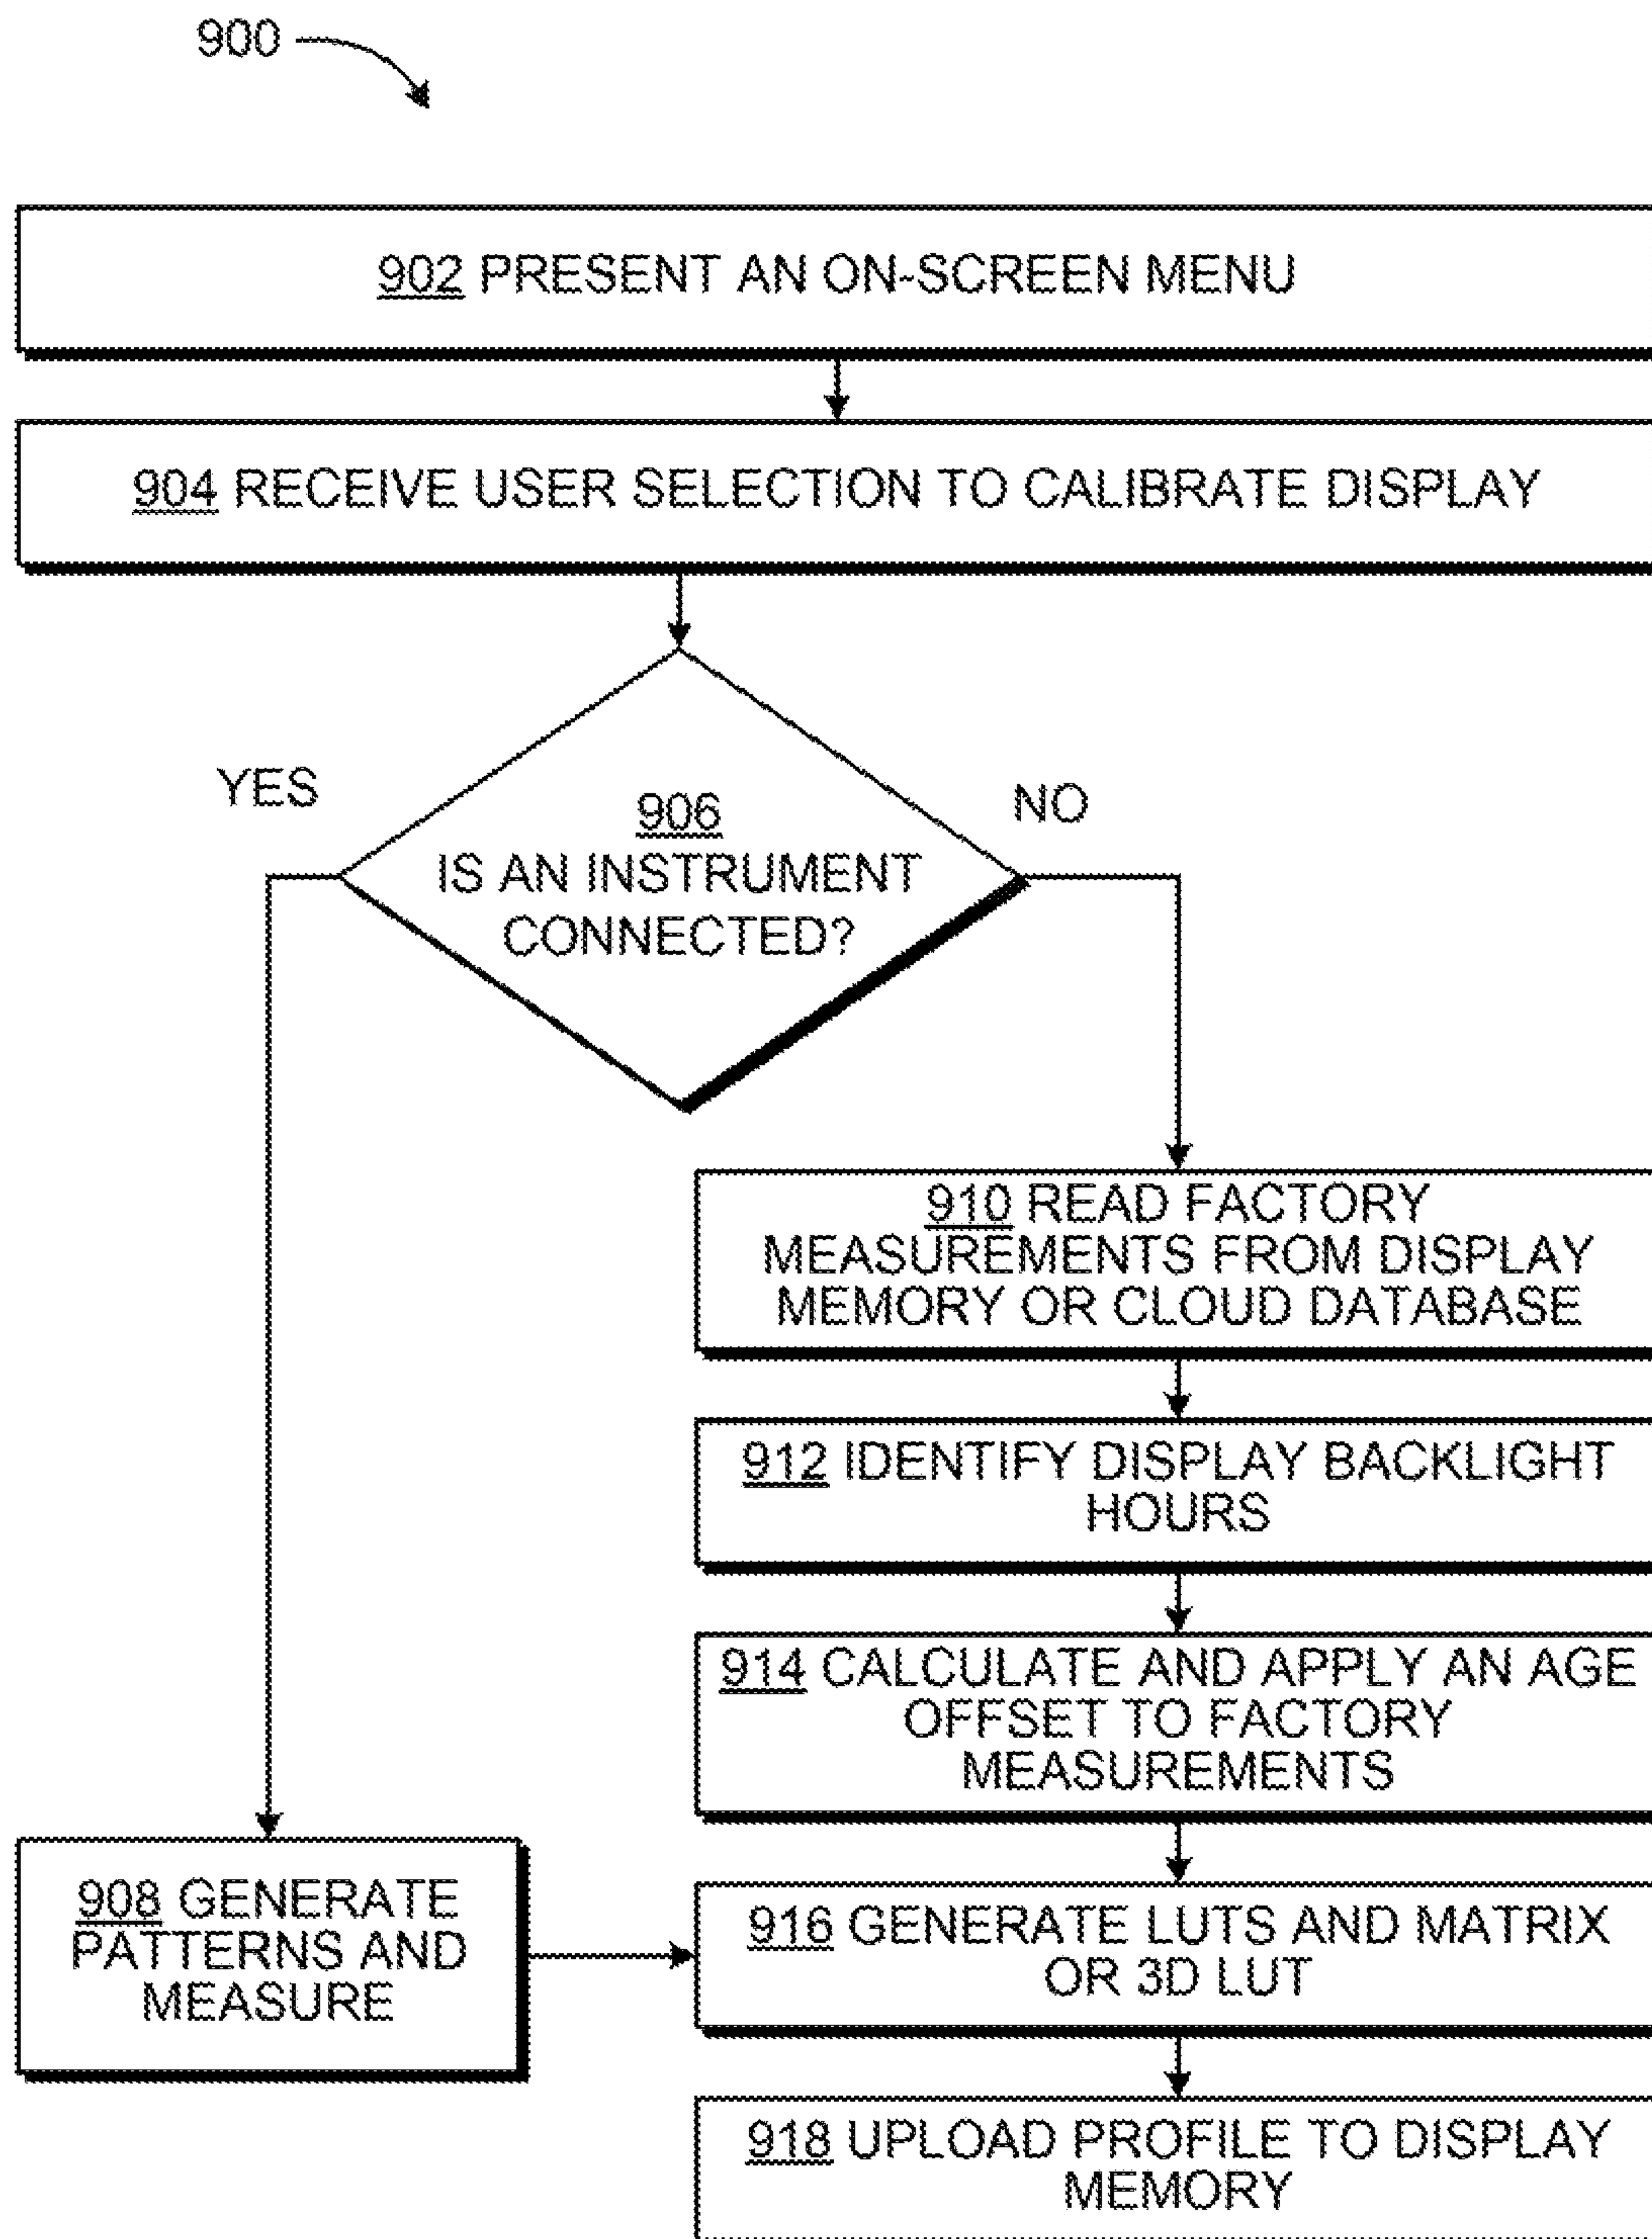 900
902 PRESENT AN ON-SCREEN MENU
904 RECEIVE USER SELECTION TO CALIBRATE DISPLAY
YES
NO
906
IS AN INSTRUMENT
CONNECTED?
910 READ FACTORY
MEASUREMENTS FROM DISPLAY
MEMORY OR CLOUD DATABASE
912 IDENTIFY DISPLAY BACKLIGHT
HOURS
914 CALCULATE AND APPLY AN AGE
OFFSET TO FACTORY
MEASUREMENTS
908 GENERATE
PATTERNS AND
MEASURE
916 GENERATE LUTS AND MATRIX
OR 3D LUT
918 UPLOAD PROFILE TO DISPLAY
MEMORY